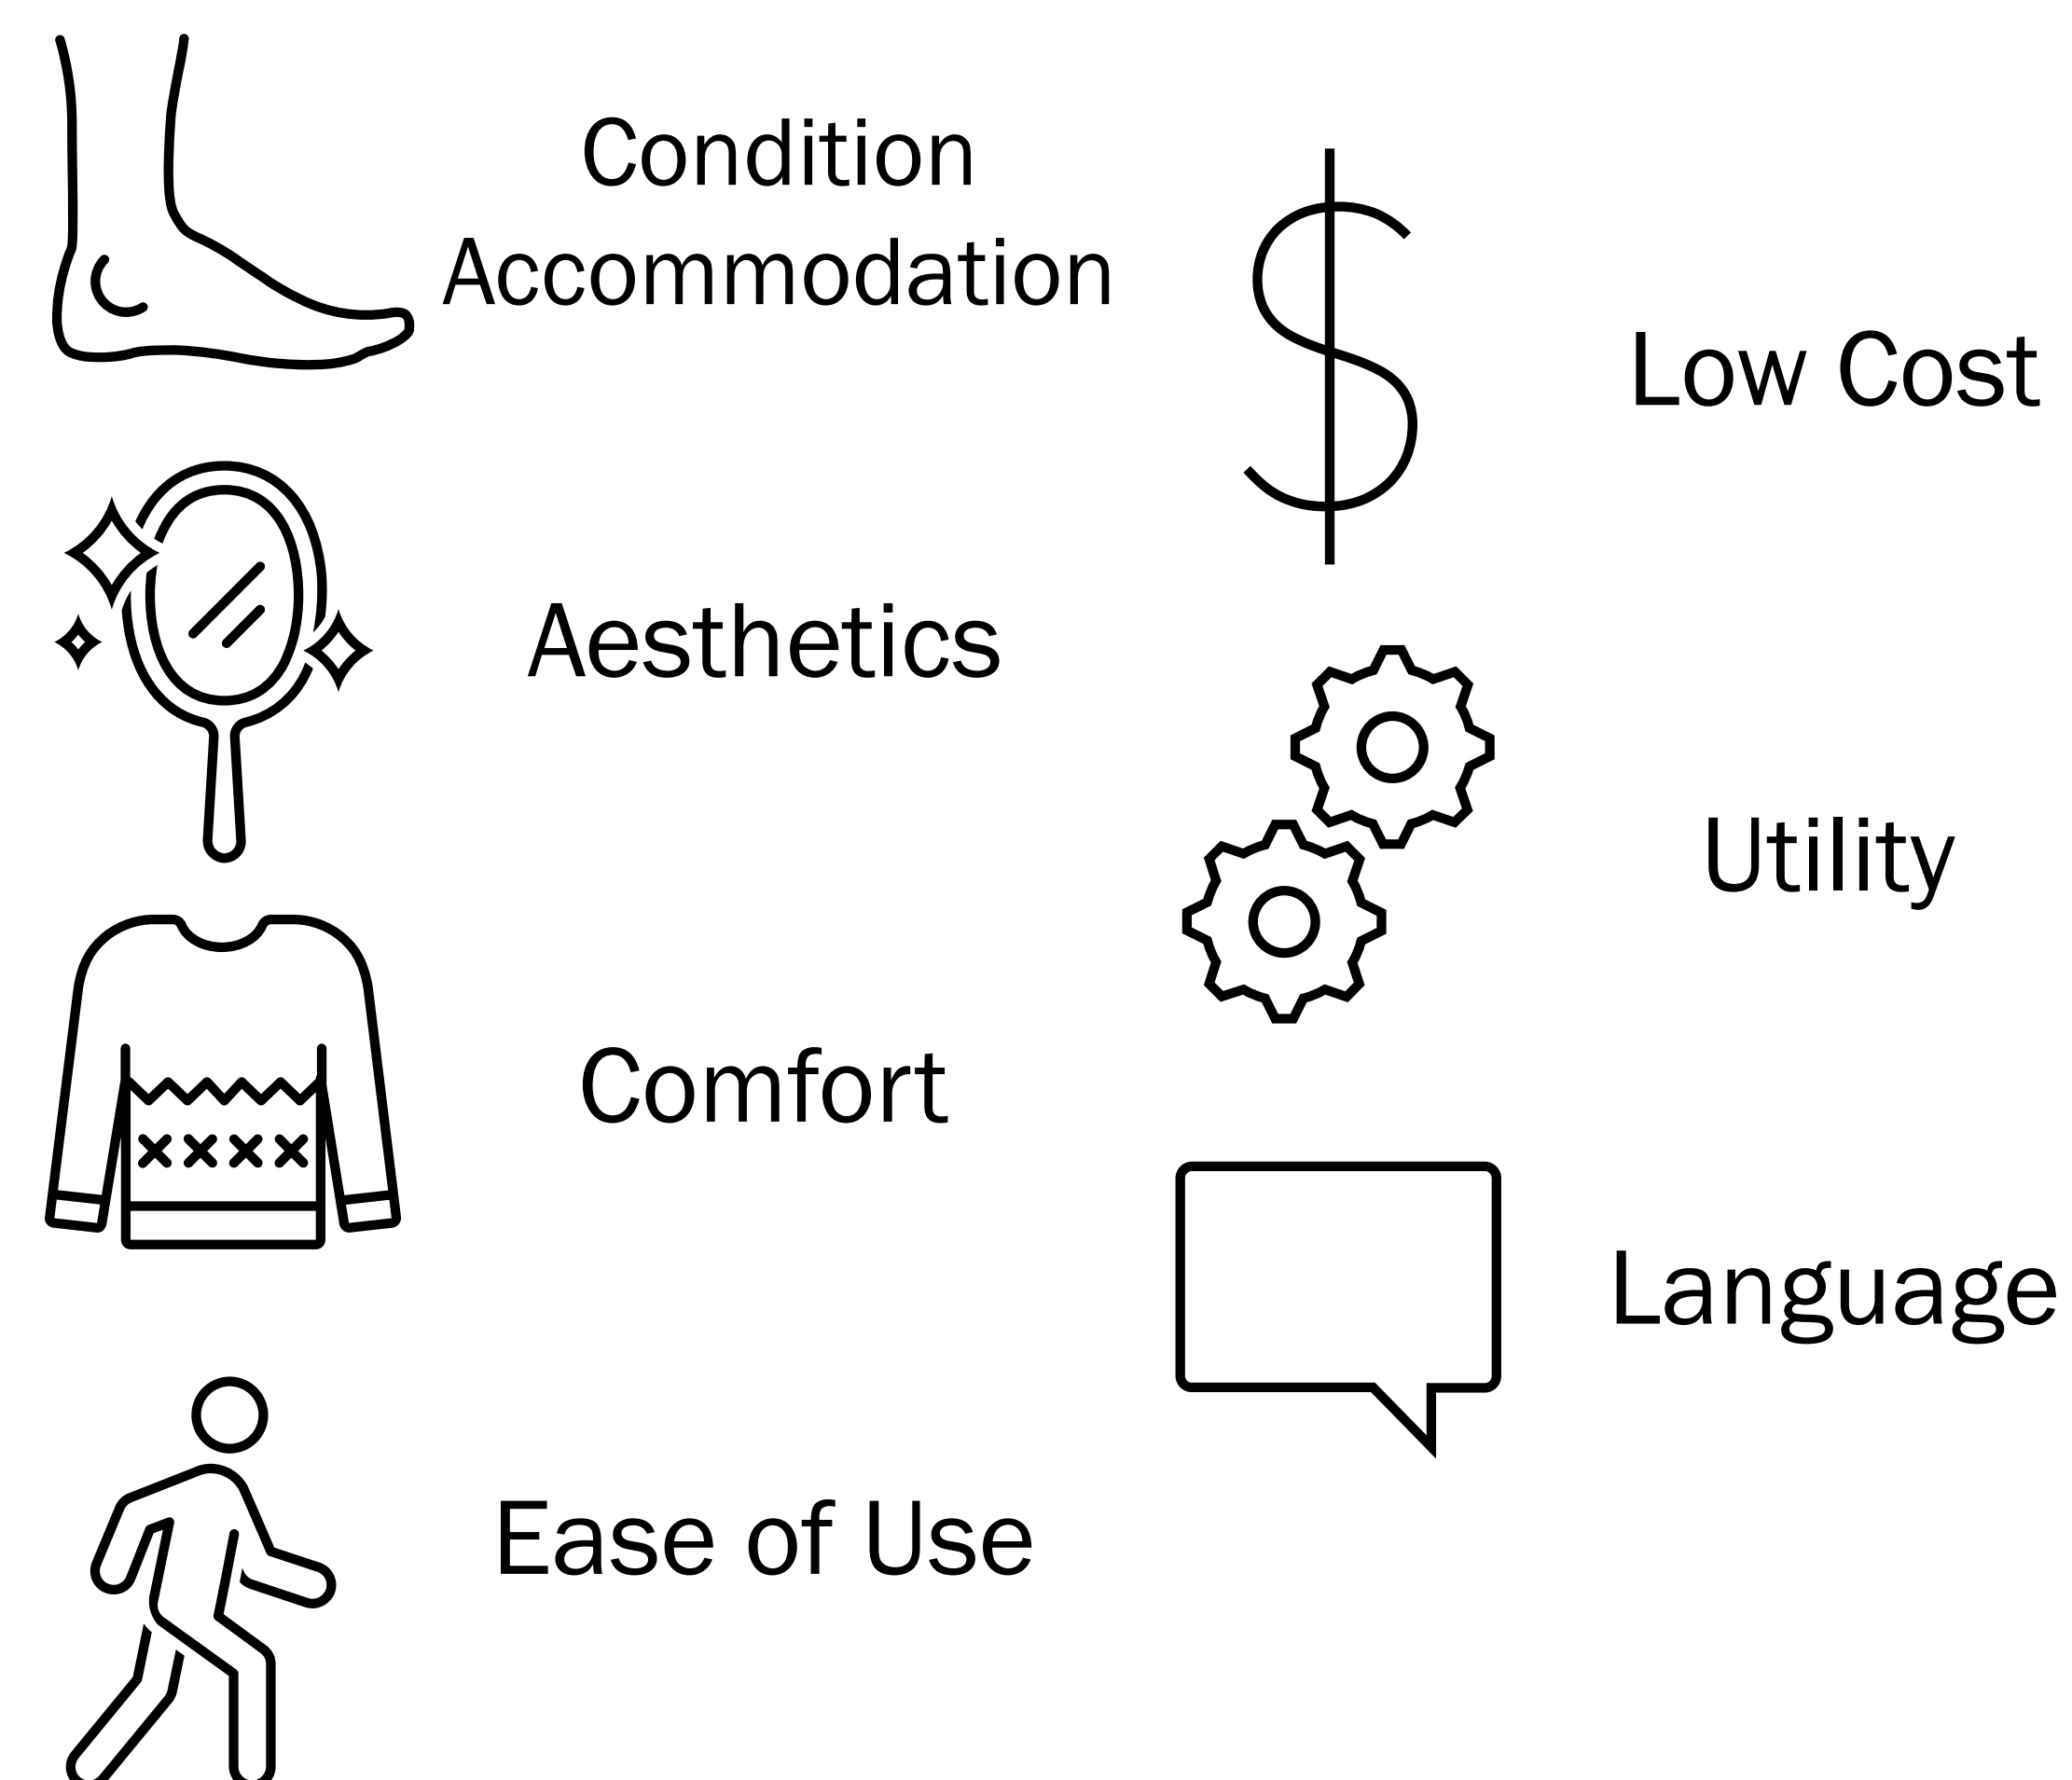 Condition
Accommodation
Aesthetics
Comfort
Ease of Use
Low Cost
Utility
Language